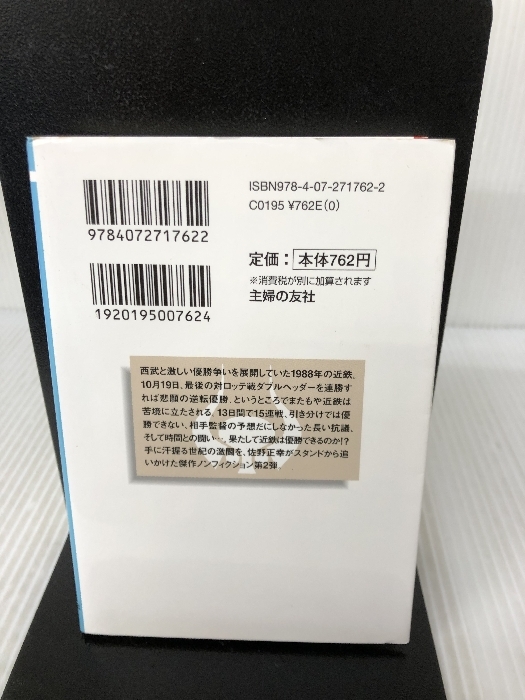 ISBN978-4-07-271762-2
C0195 ¥762E(0)
9784072717622
定価：本体762円
※消費税が別に加算されます
主婦の友社
1920195007624
西武と激しい優勝争いを展開していた1988年の近鉄。
10月19日、最後の対ロッテ戦ダブルヘッダーを連勝す
れば悲願の逆転優勝、というところでまたもや近鉄は
苦境に立たされる。13日間で15連戦、引き分けでは優
勝できない、相手監督の予想だにしなかった長い抗議、
そして時間との闘い…。果たして近鉄は優勝できるのか!?
手に汗握る世紀の激闘を、佐野正幸がスタンドから追
いかけた傑作ノンフィクション第2弾。